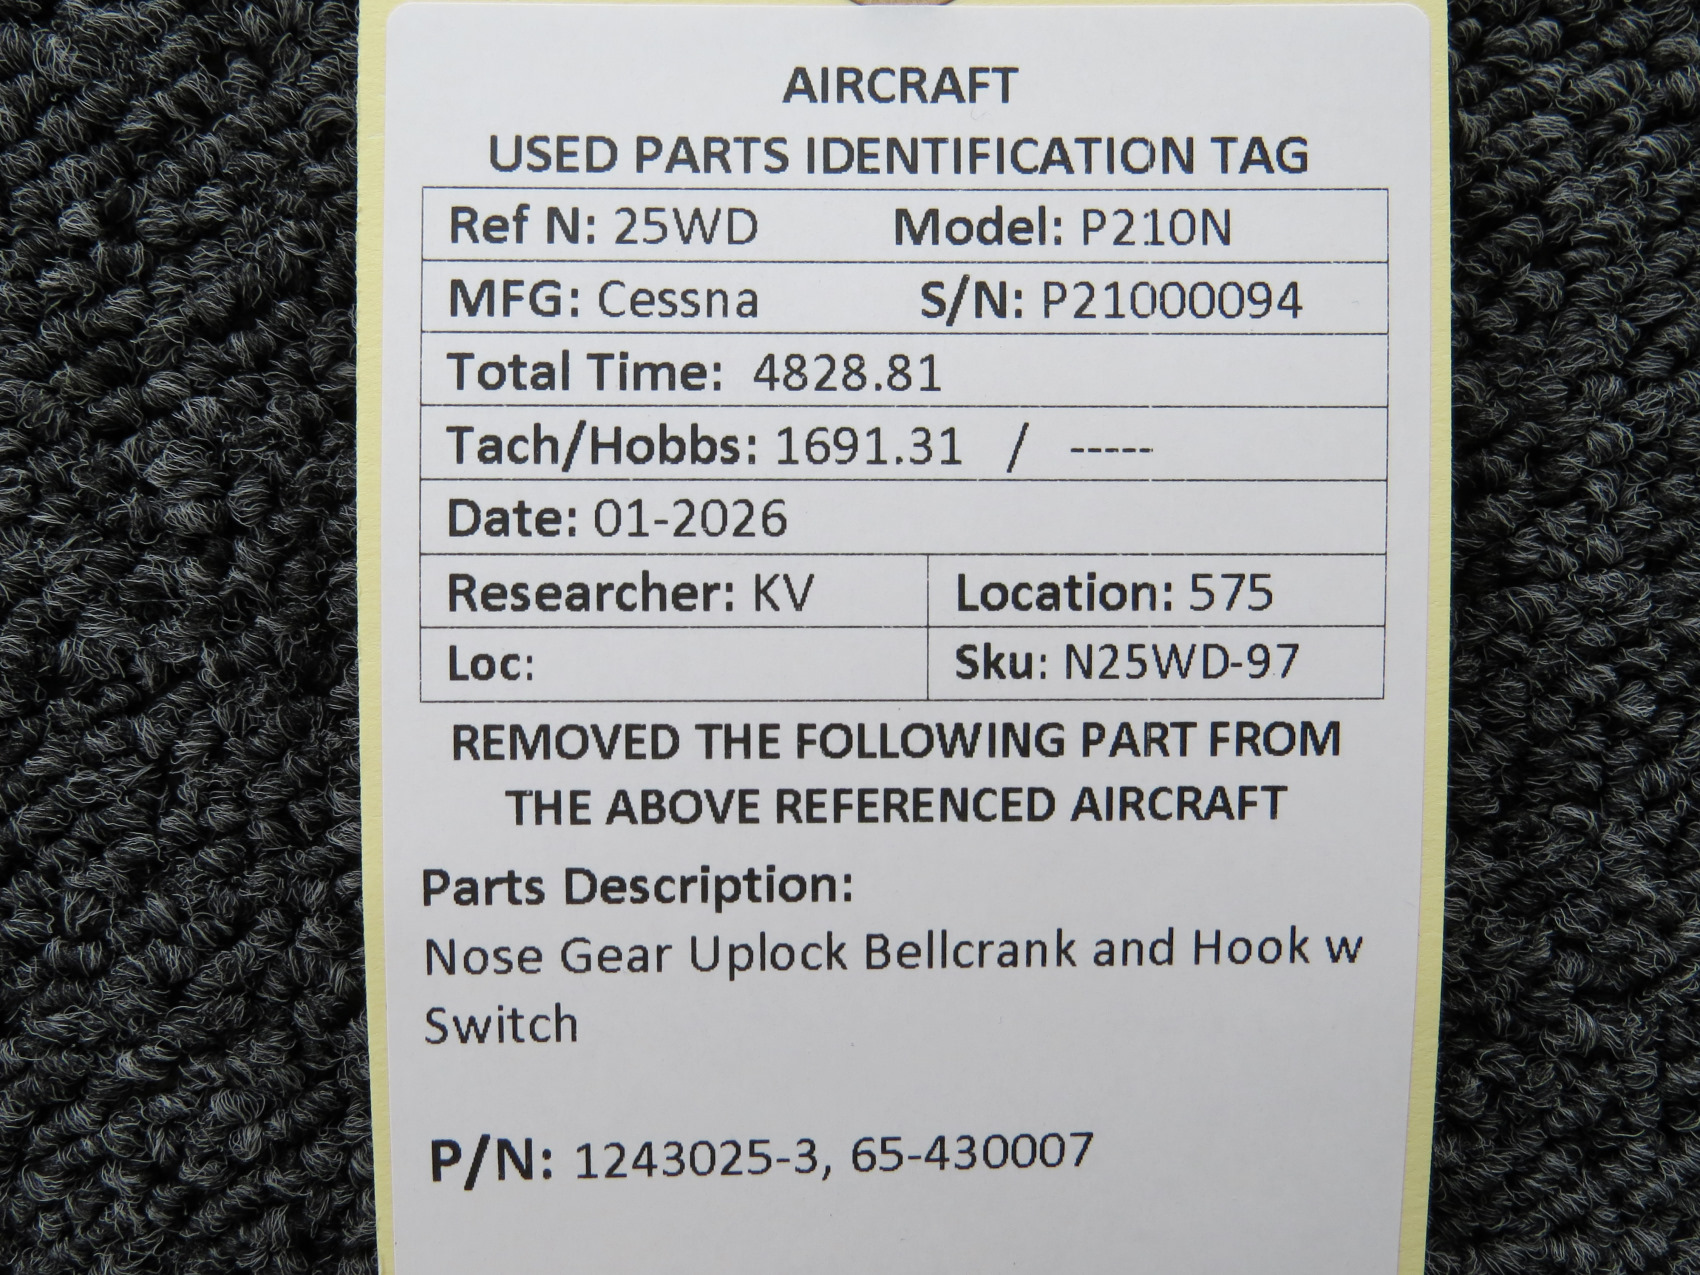 AIRCRAFT
USED PARTS IDENTIFICATION TAG
Ref N: 25WD Model: P210N
MFG: Cessna S/N: P21000094
Total Time: 4828.81
Tach/Hobbs: 1691.31 / -----
Date: 01-2026
Researcher: KV Location: 575
Loc: Sku: N25WD-97
REMOVED THE FOLLOWING PART FROM
THE ABOVE REFERENCED AIRCRAFT
Parts Description:
Nose Gear Uplock Bellcrank and Hook w
Switch
P/N: 1243025-3, 65-430007